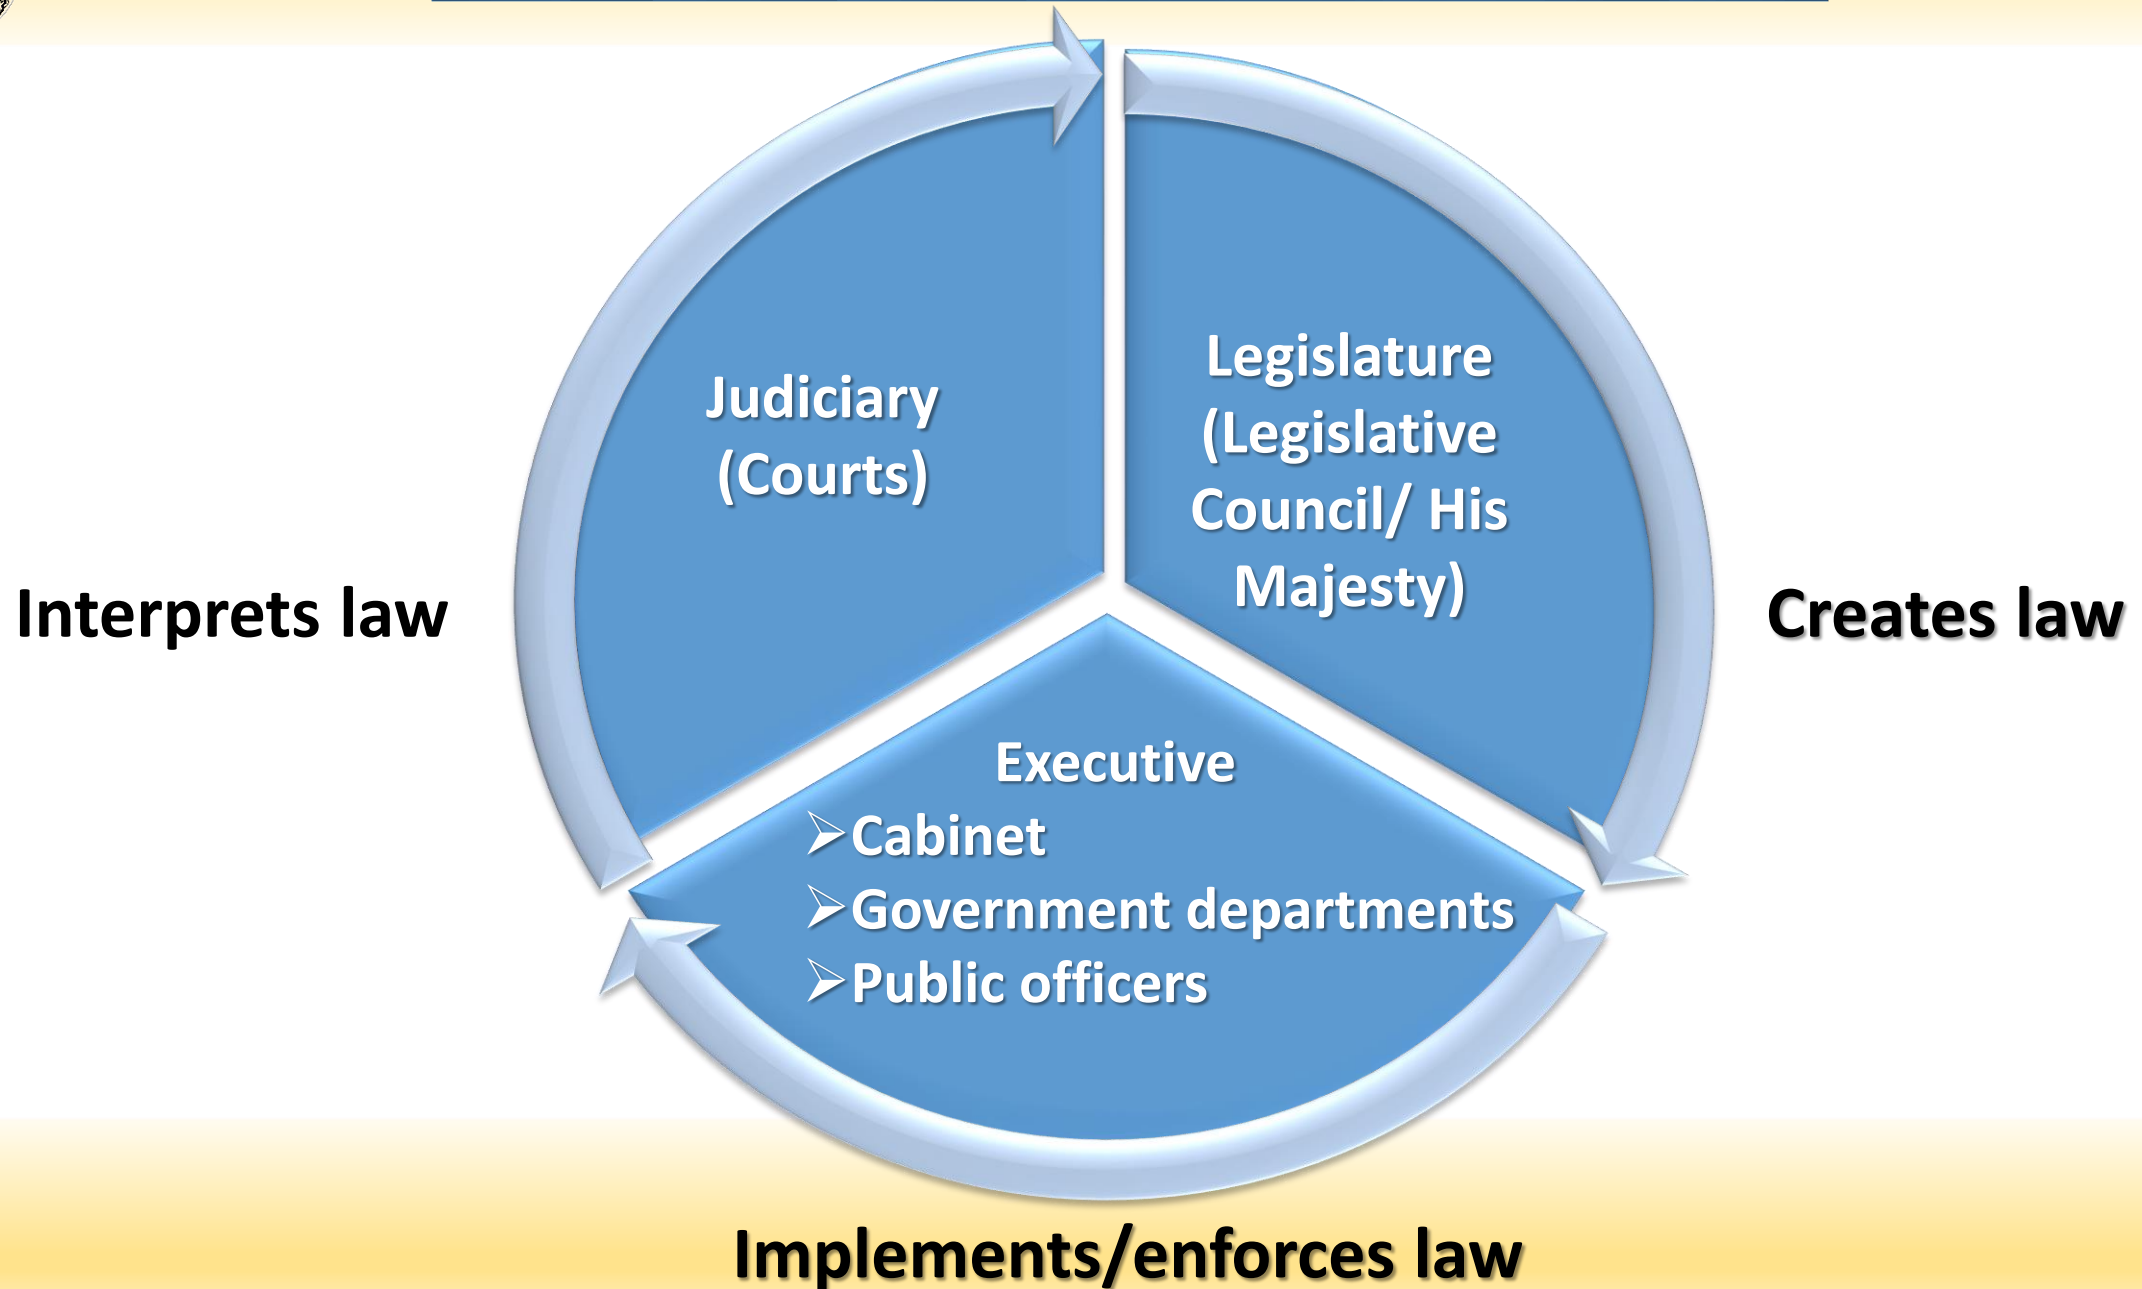 Judiciary
(Courts)
Legislature
(Legislative
Council/ His
Majesty)
Interprets law
Creates law
Executive
➢Cabinet
➢Government departments
➢Public officers
Implements/enforces law